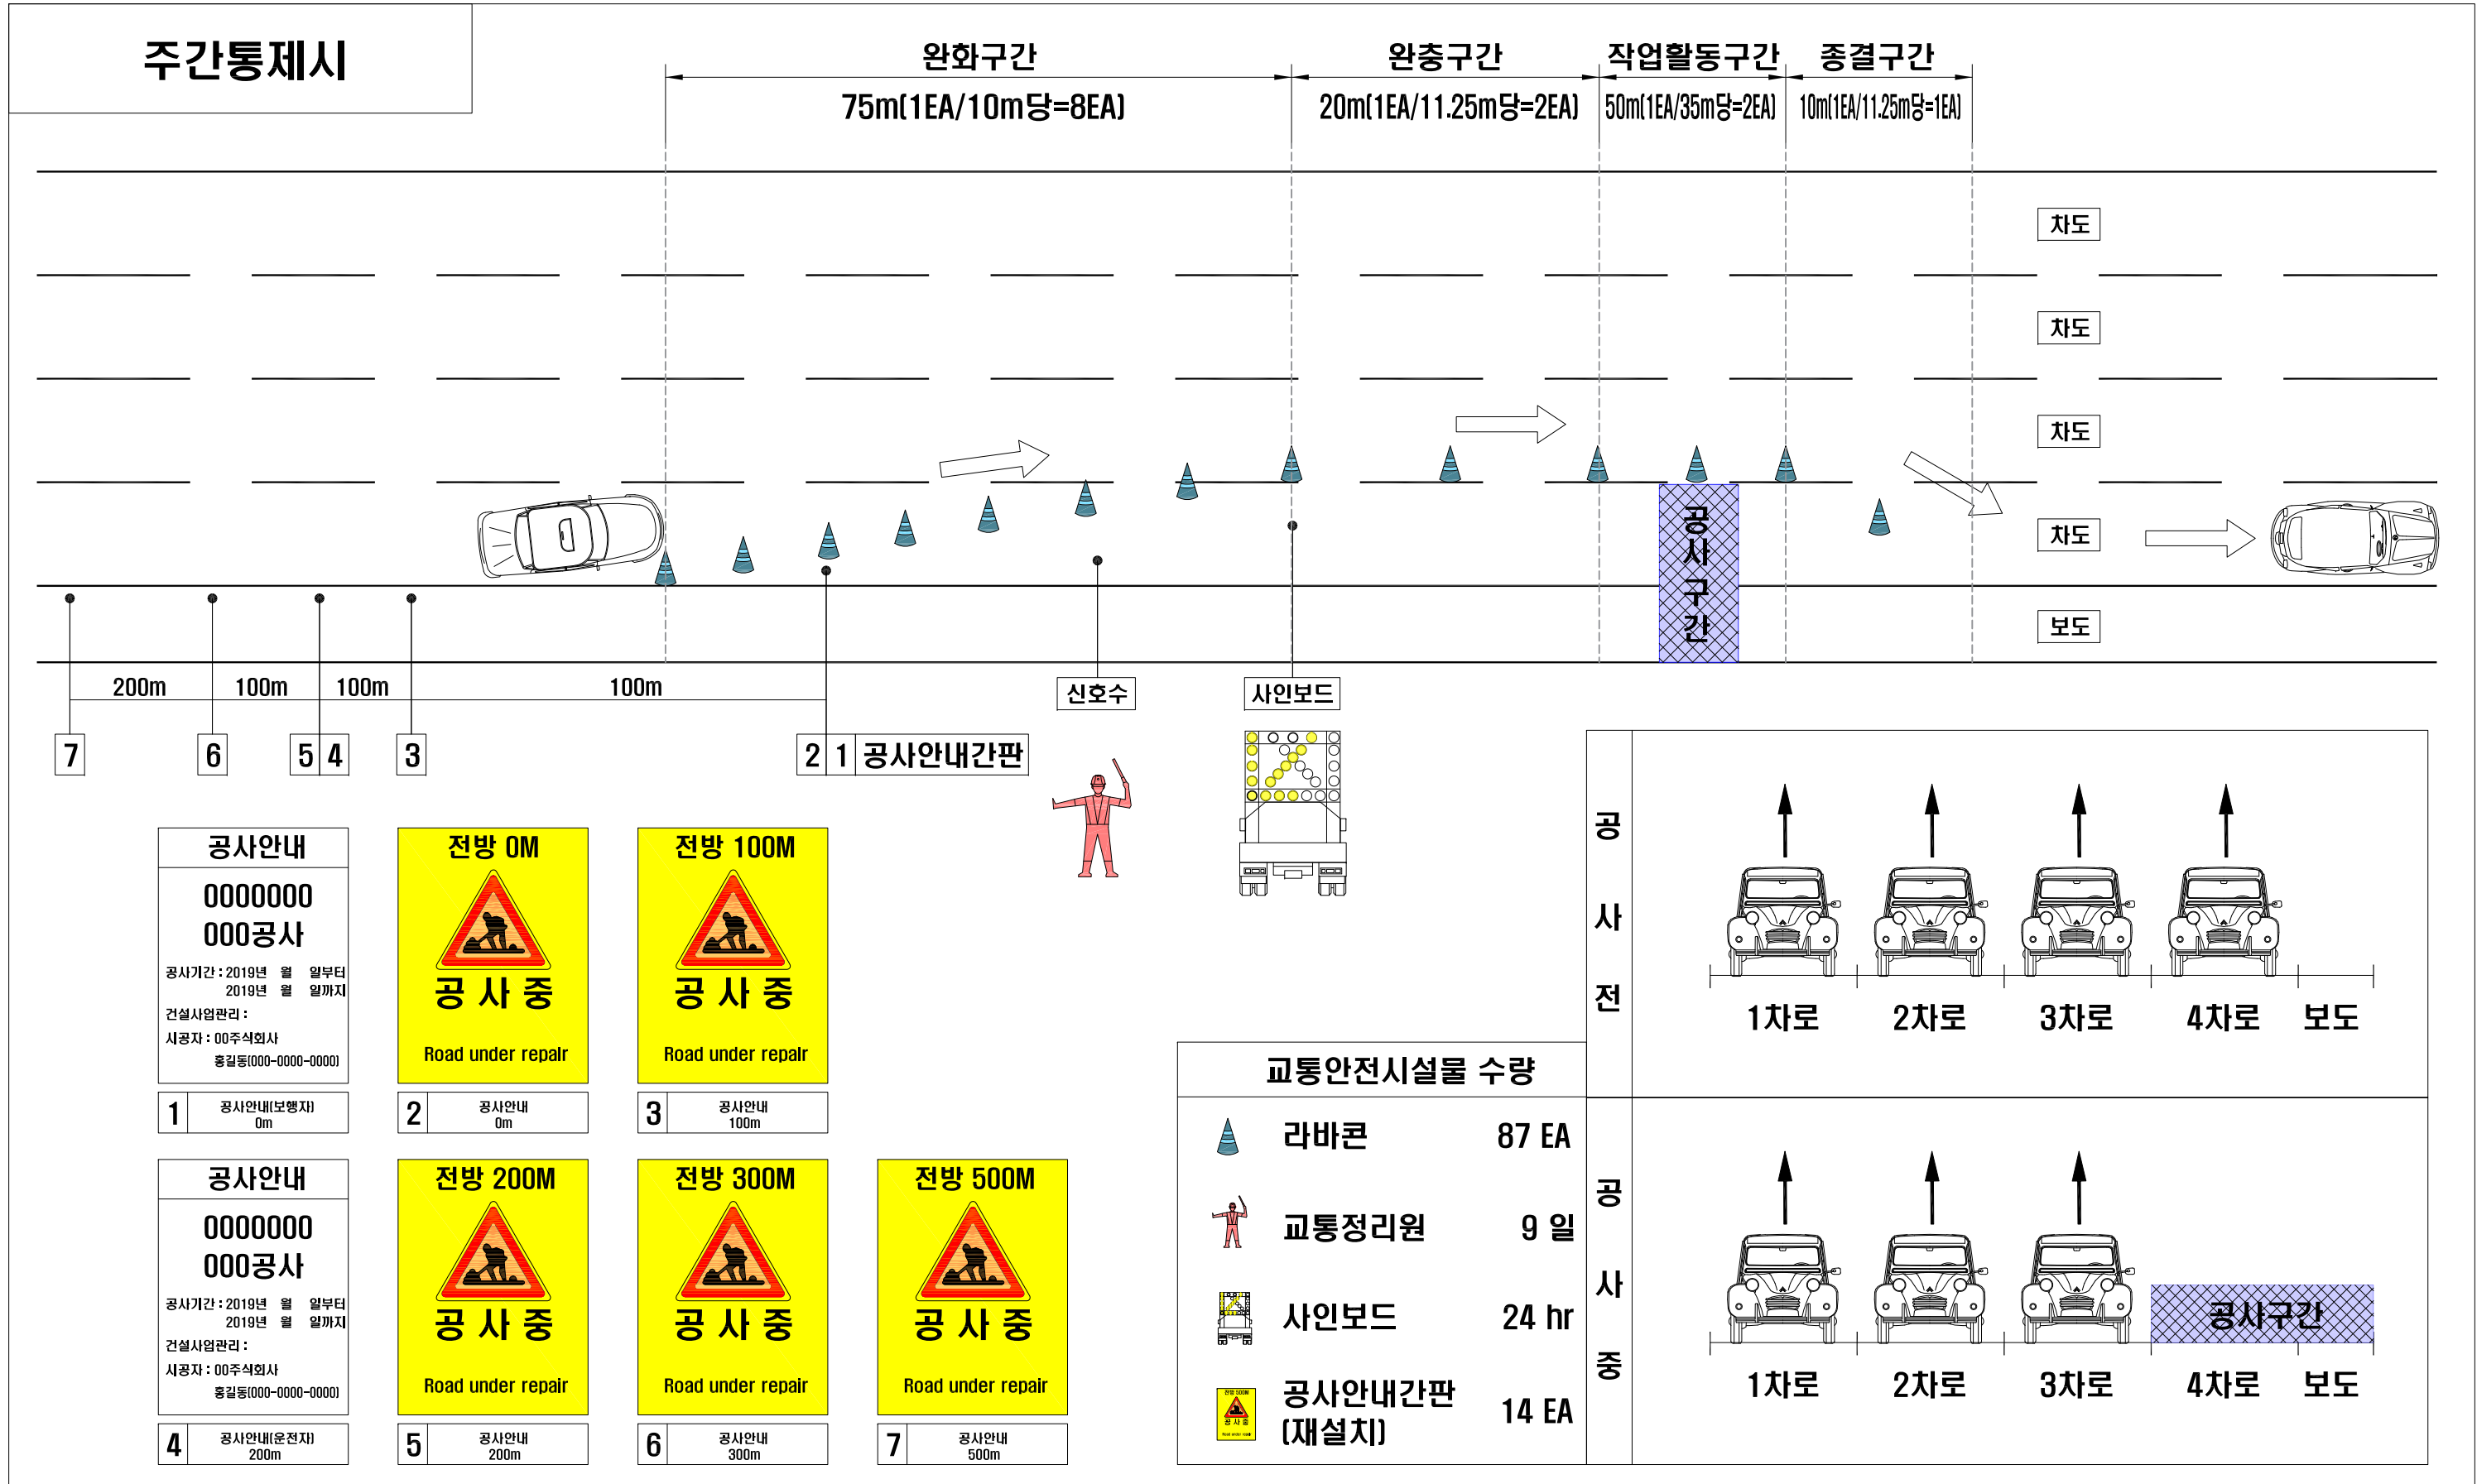 주간통제시
완화구간
완충구간
작업활동구간
종결구간
75m(1EA/10m당=8EA)
20m(1EA/11.25m당=2EA)
50m(1EA/35m당=2EA)
10m(1EA/11.25m당=1EA)
차도
차도
차도
차도
보도
공사구간
200m
100m
100m
100m
7
6
5 4
3
2 1 공사안내간판
신호수
사인보드
공사안내
0000000
000공사
공사기간 : 2019년 월 일부터
2019년 월 일까지
건설사업관리 :
시공자 : 00주식회사
홍길동(000-0000-0000)
1 공사안내(보행자)
0m
전방 0M
공 사 중
Road under repair
2 공사안내
0m
전방 100M
공 사 중
Road under repair
3 공사안내
100m
공사안내
0000000
000공사
공사기간 : 2019년 월 일부터
2019년 월 일까지
건설사업관리 :
시공자 : 00주식회사
홍길동(000-0000-0000)
4 공사안내(운전자)
200m
전방 200M
공 사 중
Road under repair
5 공사안내
200m
전방 300M
공 사 중
Road under repair
6 공사안내
300m
전방 500M
공 사 중
Road under repair
7 공사안내
500m
교통안전시설물 수량
라바콘 87 EA
교통정리원 9 일
사인보드 24 hr
전방 500M
공 사 중
Road under repair
공사안내간판
(재설치) 14 EA
공사전
1차로 2차로 3차로 4차로 보도
공사중
공사구간
1차로 2차로 3차로 4차로 보도